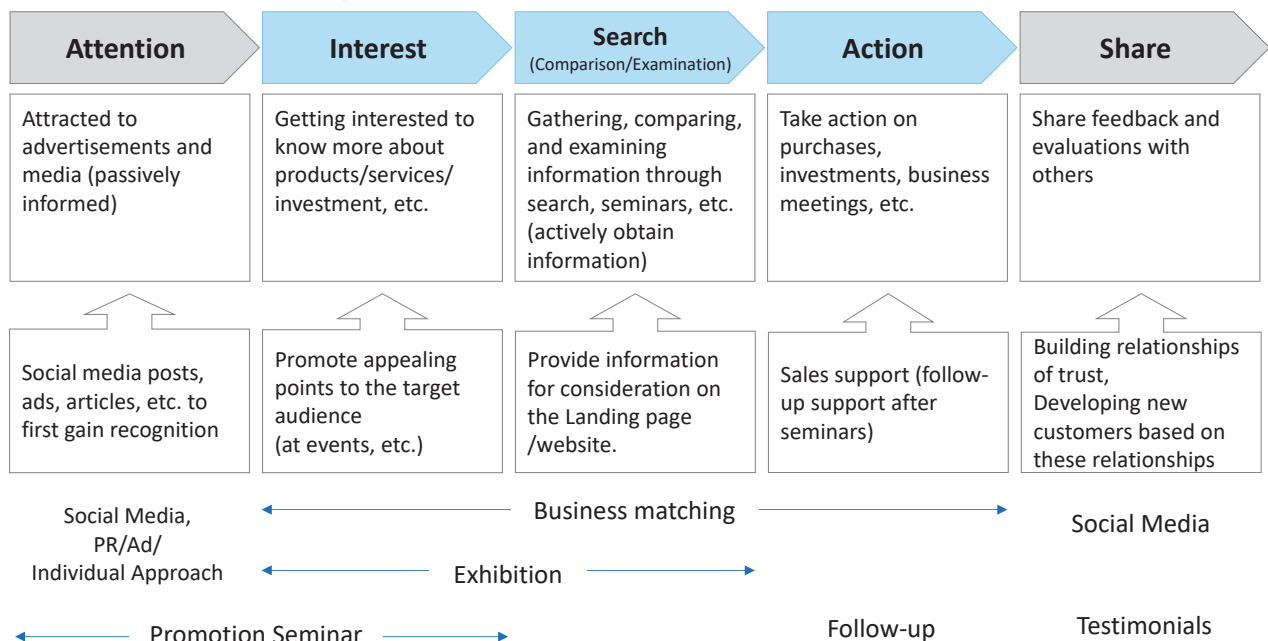 Attention
Interest
Search
(Comparison/Examination)
Action
Share
Attracted to
advertisements and
media (passively
informed)
Getting interested to
know more about
products/services/
investment, etc.
Gathering, comparing,
and examining
information through
search, seminars, etc.
(actively obtain
information)
Take action on
purchases,
investments, business
meetings, etc.
Share feedback and
evaluations with
others
Social media posts,
ads, articles, etc. to
first gain recognition
Promote appealing
points to the target
audience
(at events, etc.)
Provide information
for consideration on
the Landing page
/website.
Sales support (follow-
up support after
seminars)
Building relationships
of trust,
Developing new
customers based on
these relationships
Social Media,
PR/Ad/
Individual Approach
Business matching
Social Media
Exhibition
Promotion Seminar
Follow-up
Testimonials